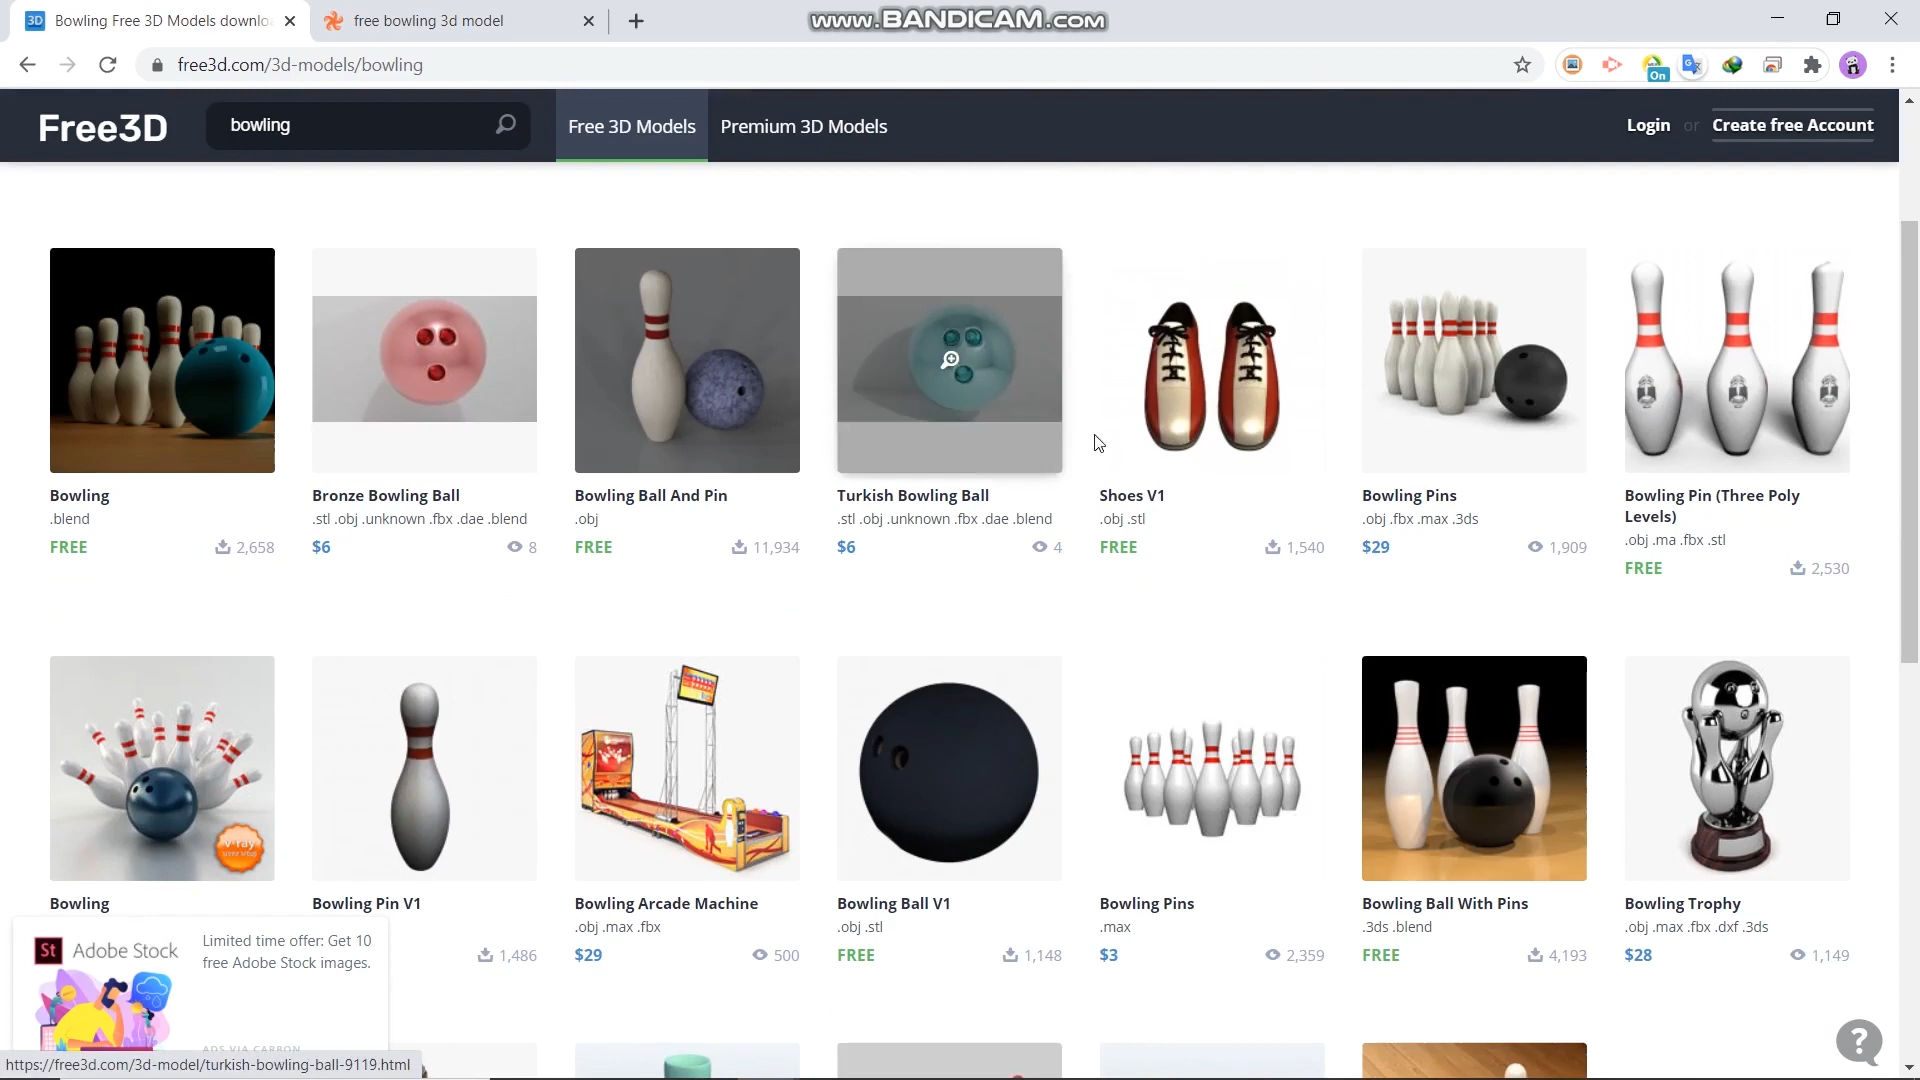 Bowling Free 3D Models downlo
free bowling 3d model
www.BANDICAM.com
free3d.com/3d-models/bowling
On
Free3D
bowling
Free 3D Models
Premium 3D Models
Login or Create free Account
Bowling
.blend
FREE
2,658
Bronze Bowling Ball
.stl .obj .unknown .fbx .dae .blend
$6
8
Bowling Ball And Pin
.obj
FREE
11,934
Turkish Bowling Ball
.stl .obj .unknown .fbx .dae .blend
$6
4
Shoes V1
.obj .stl
FREE
1,540
Bowling Pins
.obj .fbx .max .3ds
$29
1,909
Bowling Pin (Three Poly
Levels)
.obj .ma .fbx .stl
FREE
2,530
v·ray
Bowling
Bowling Pin V1
1,486
Bowling Arcade Machine
.obj .max .fbx
$29
500
Bowling Ball V1
.obj .stl
FREE
1,148
Bowling Pins
.max
$3
2,359
Bowling Ball With Pins
.3ds .blend
FREE
4,193
Bowling Trophy
.obj .max .fbx .dxf .3ds
$28
1,149
St Adobe Stock
Limited time offer: Get 10
free Adobe Stock images.
ADS VIA CARBON
https://free3d.com/3d-model/turkish-bowling-ball-9119.html